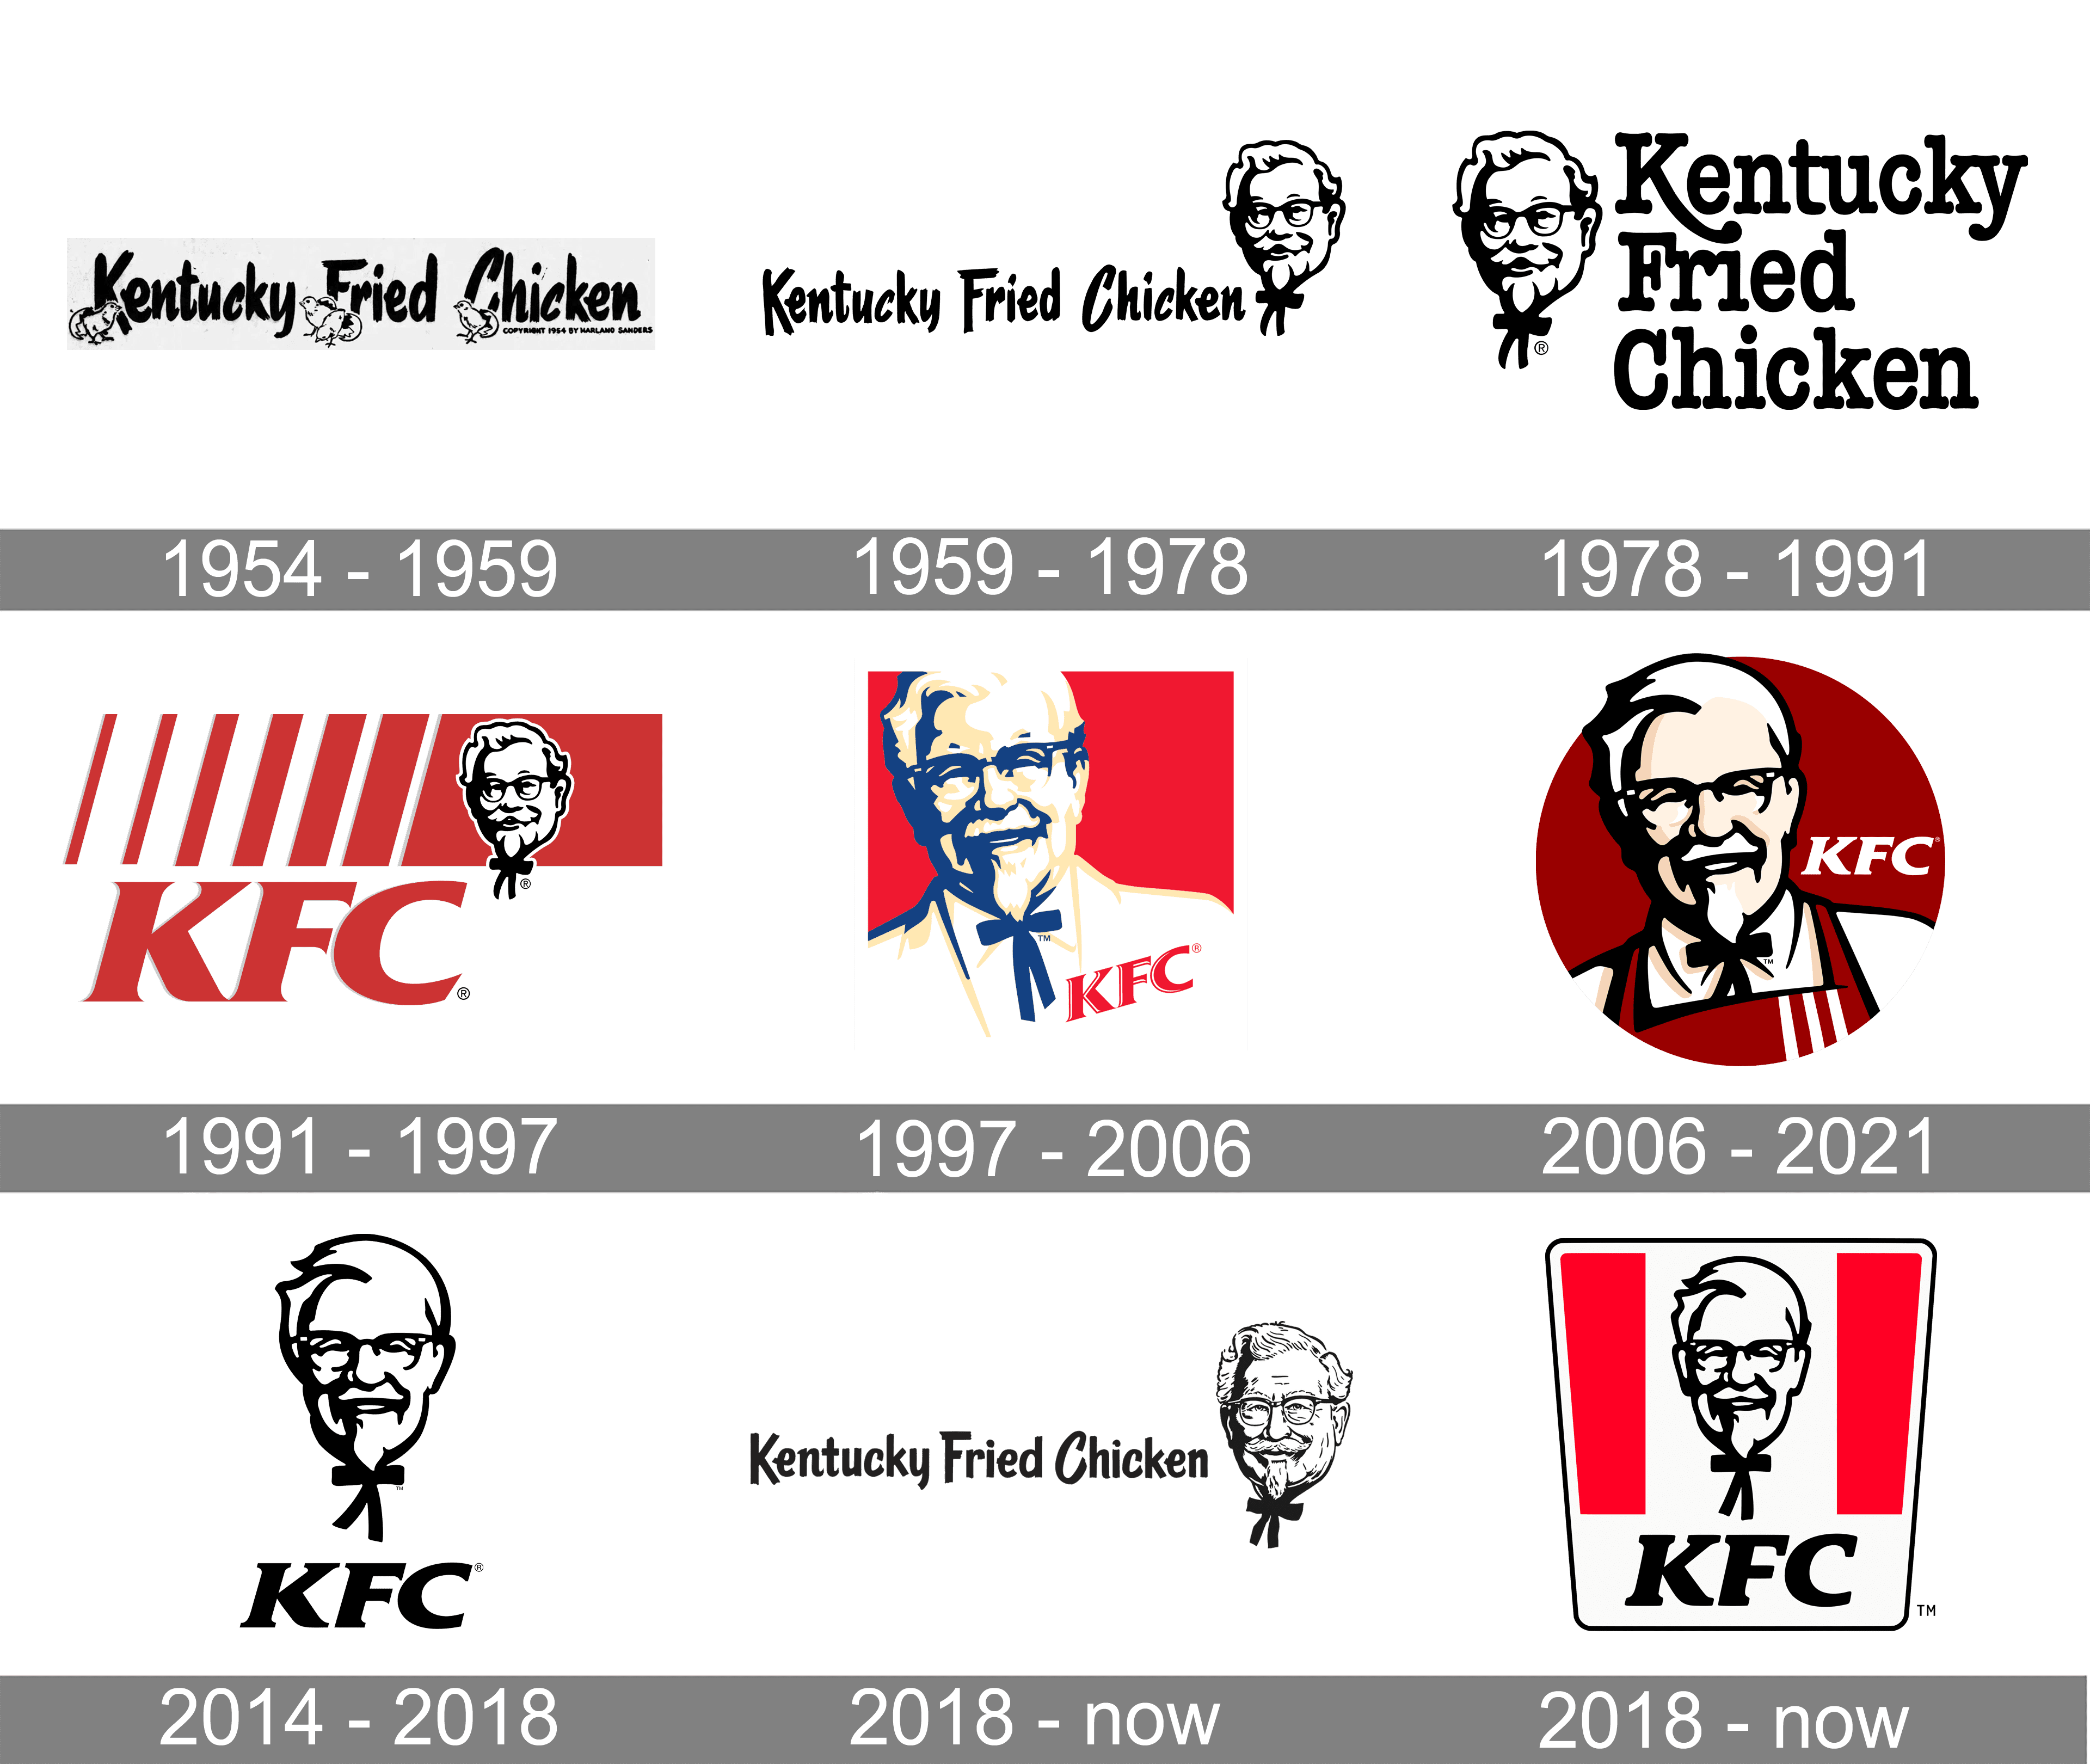 Kentucky Fried Chicken
COPYRIGHT 1954 BY HARLAND SANDERS
Kentucky Fried Chicken
Kentucky
Fried
Chicken
®
1954 - 1959
1959 - 1978
1978 - 1991
®
KFC®
TM
KFC®
KFC®
TM
1991 - 1997
1997 - 2006
2006 - 2021
TM
KFC®
Kentucky Fried Chicken
KFC
TM
2014 - 2018
2018 - now
2018 - now